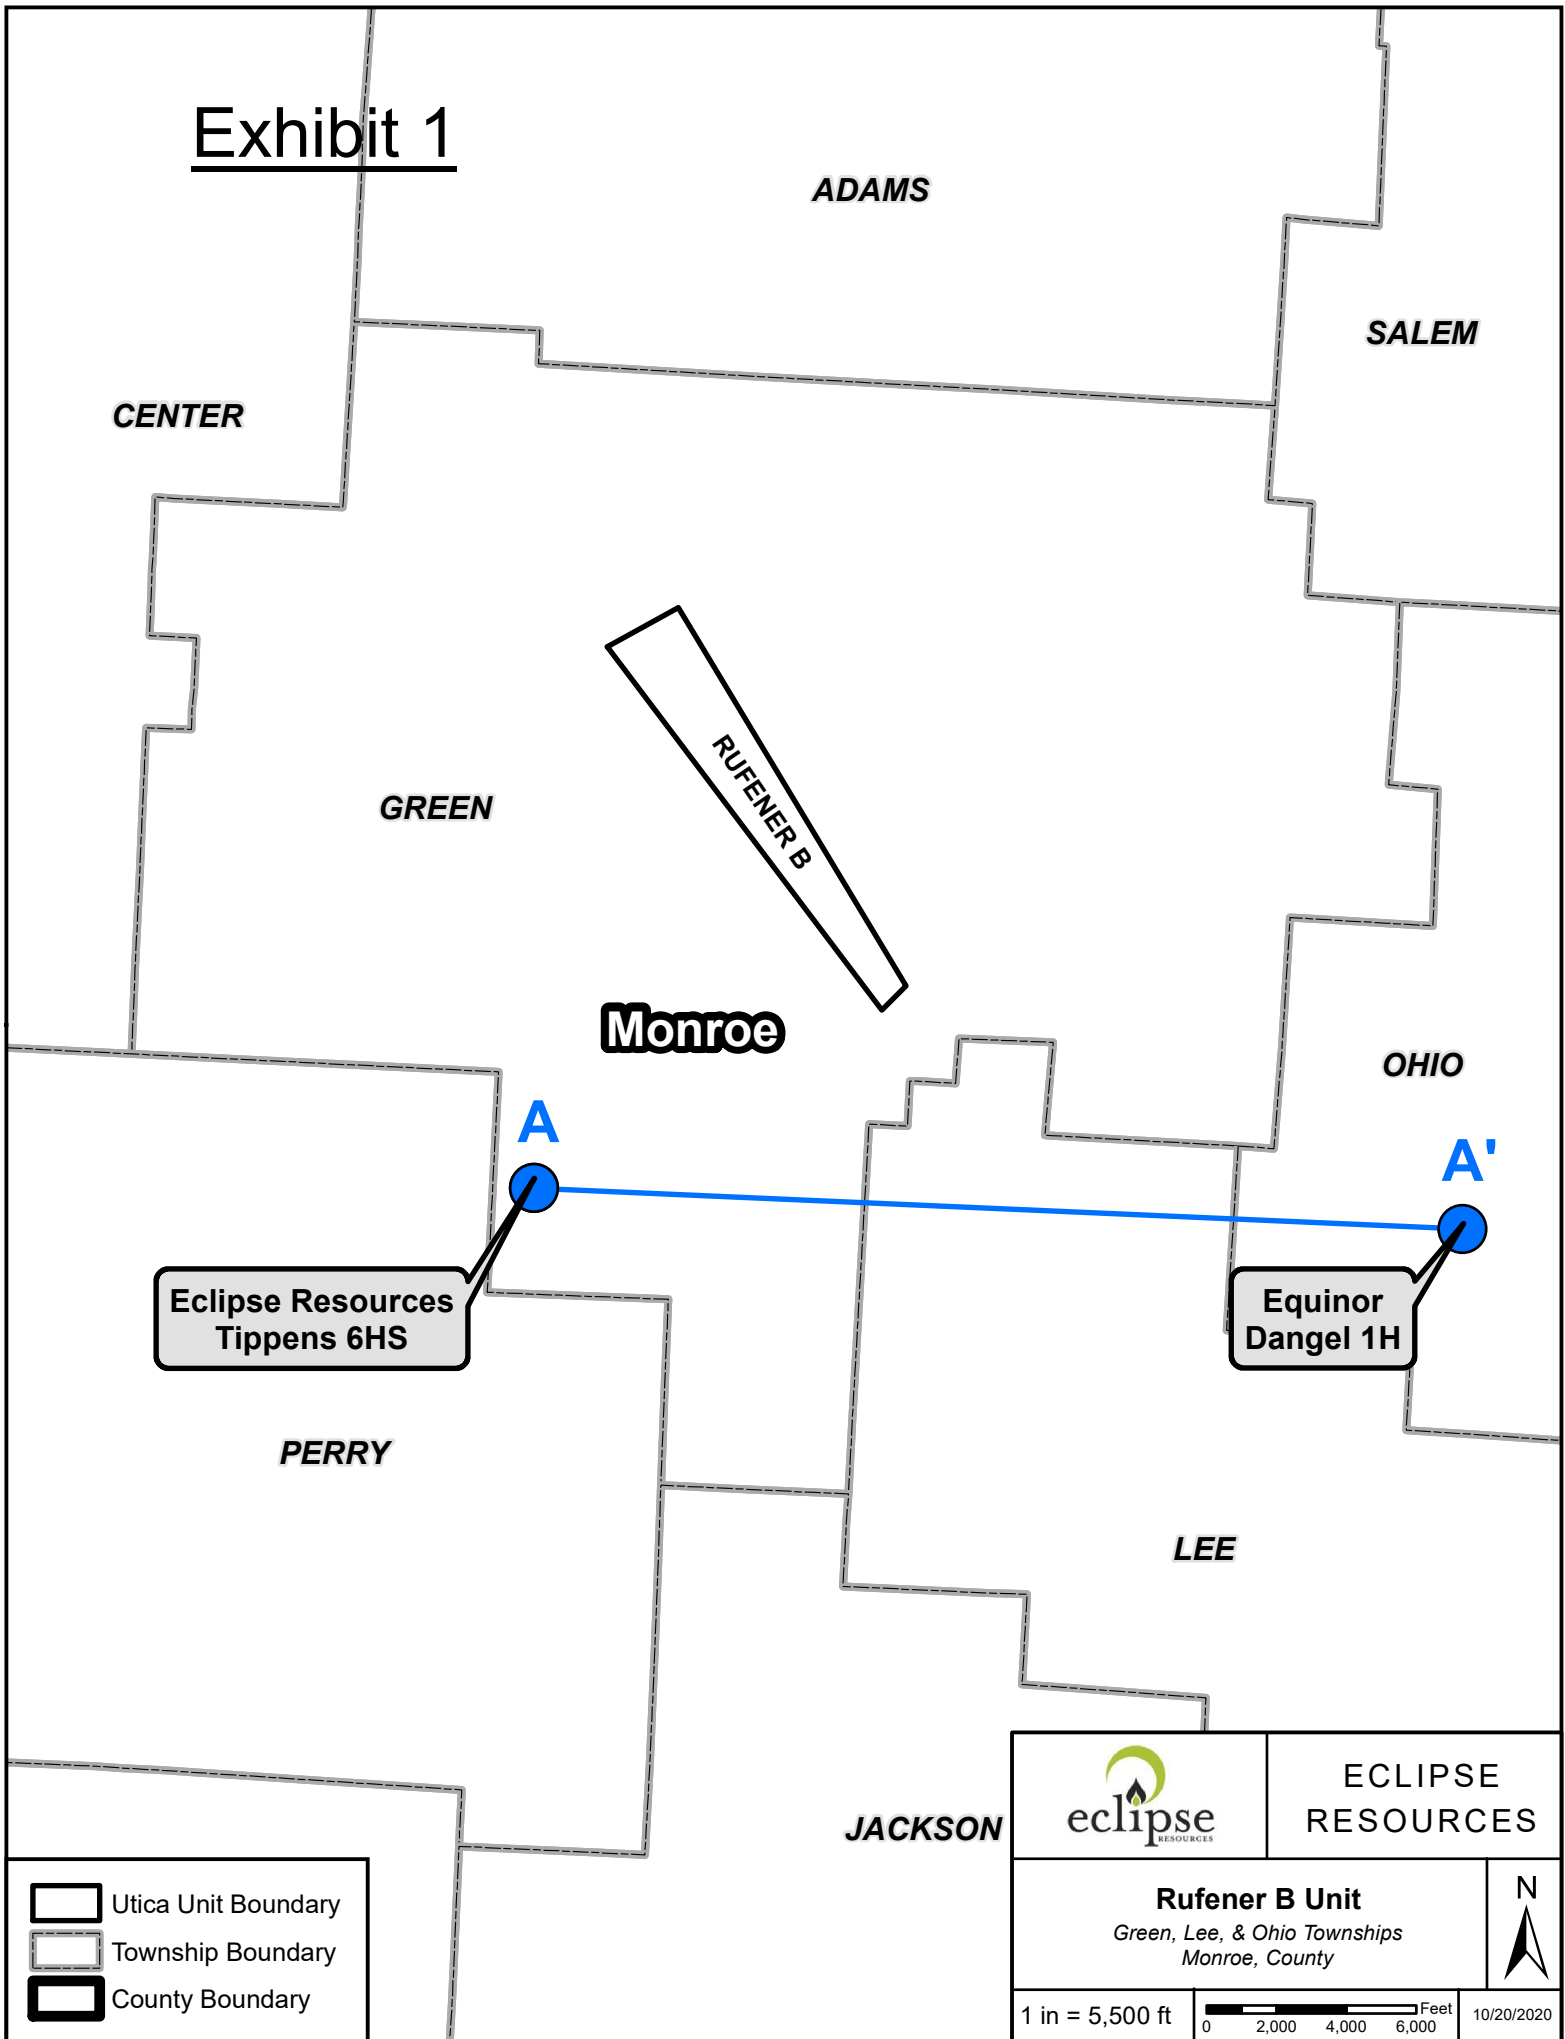 Exhibit 1
ADAMS
SALEM
CENTER
RUFENER B
GREEN
Monroe
OHIO
A
A'
Eclipse Resources
Tippens 6HS
Equinor
Dangel 1H
PERRY
LEE
JACKSON
eclipse
RESOURCES
ECLIPSE
RESOURCES
Utica Unit Boundary
Township Boundary
County Boundary
Rufener B Unit
Green, Lee, & Ohio Townships
Monroe, County
N
1 in = 5,500 ft
Feet
0 2,000 4,000 6,000
10/20/2020